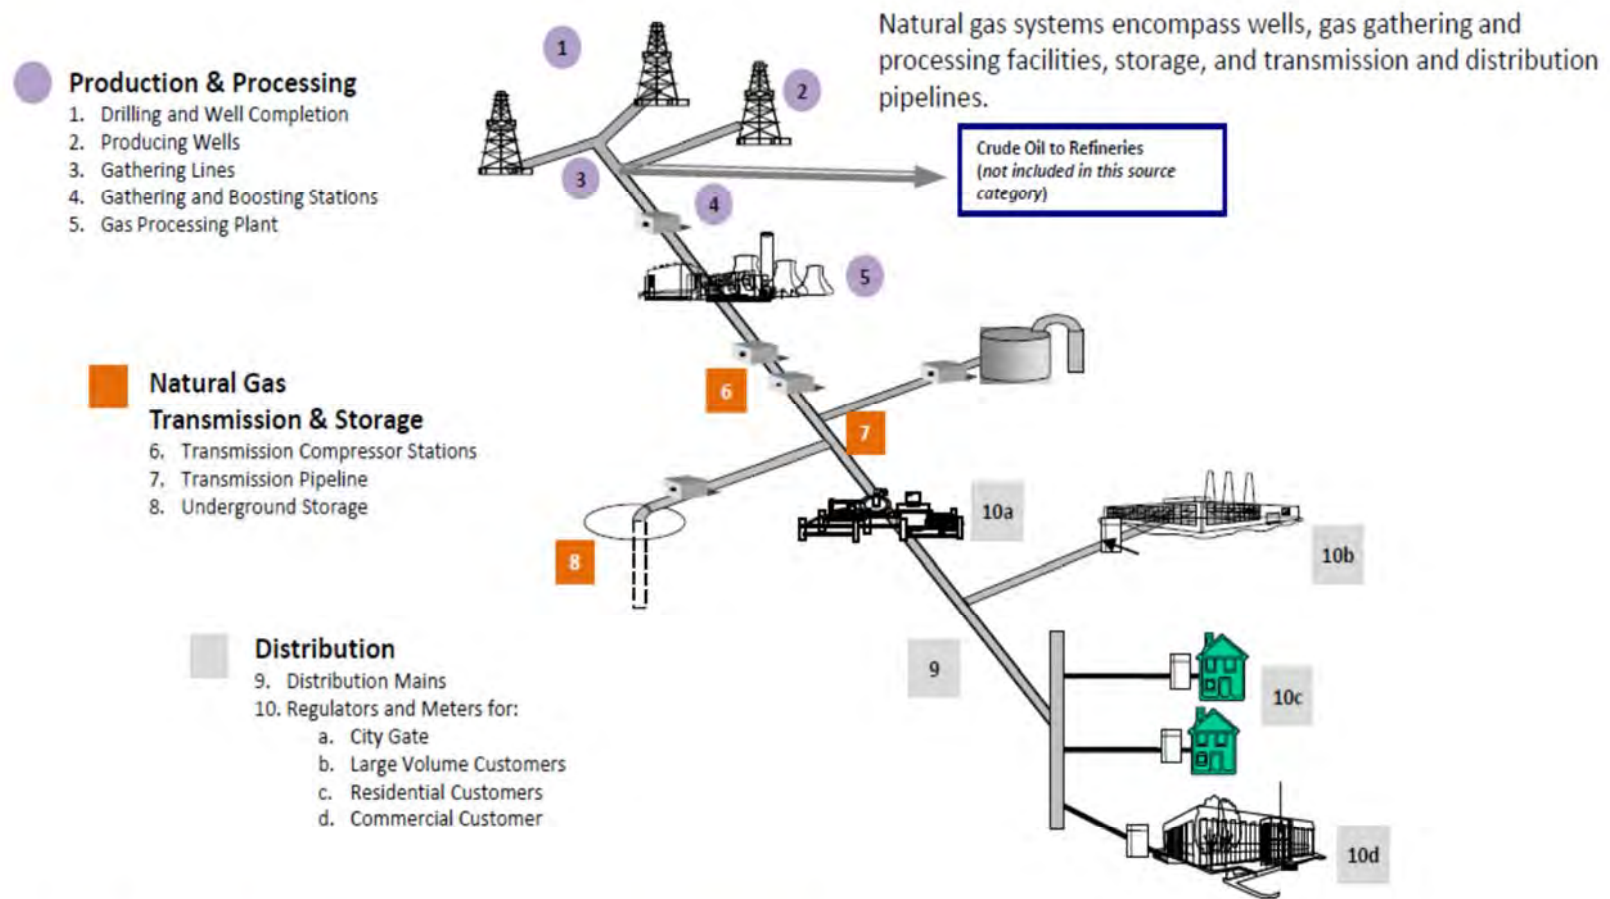 Natural gas systems encompass wells, gas gathering and
processing facilities, storage, and transmission and distribution
pipelines.
Production & Processing
1. Drilling and Well Completion
2. Producing Wells
3. Gathering Lines
4. Gathering and Boosting Stations
5. Gas Processing Plant
1
2
3
4
5
Crude Oil to Refineries
(not included in this source
category)
Natural Gas
Transmission & Storage
6. Transmission Compressor Stations
7. Transmission Pipeline
8. Underground Storage
6
7
8
10a
10b
Distribution
9. Distribution Mains
10. Regulators and Meters for:
a. City Gate
b. Large Volume Customers
c. Residential Customers
d. Commercial Customer
9
10c
10d